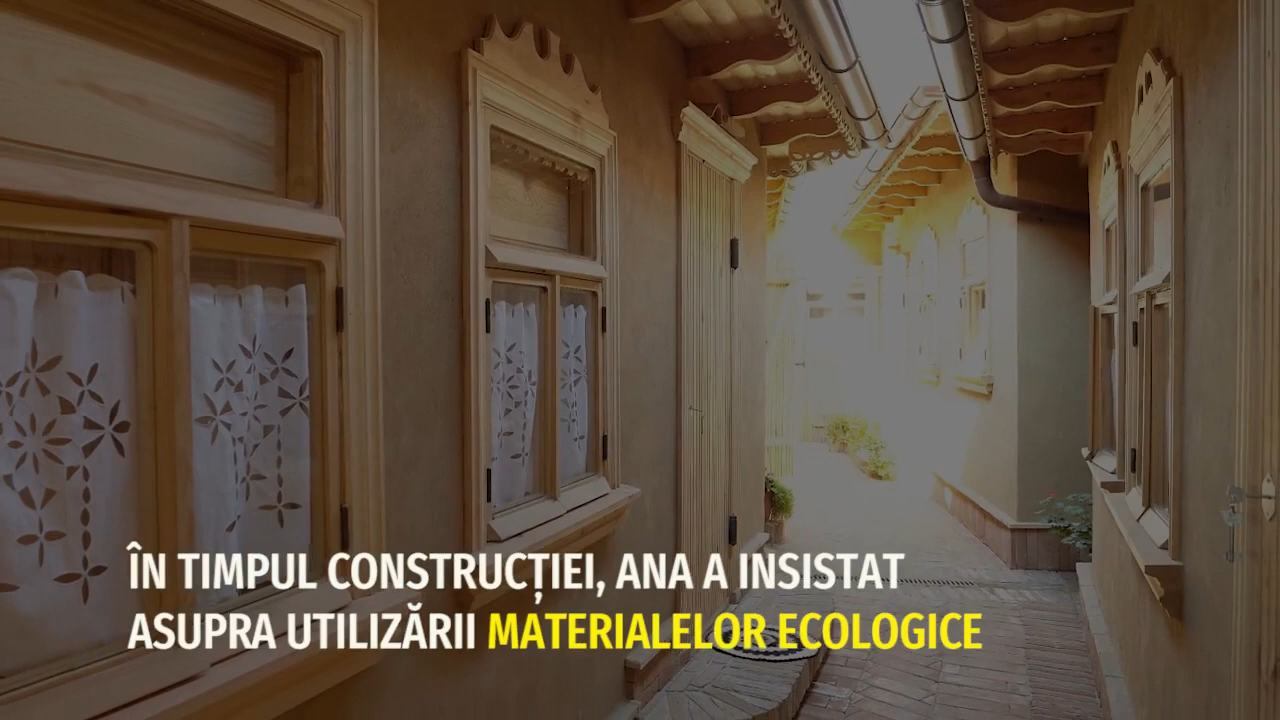 ÎN TIMPUL CONSTRUCȚIEI, ANA A INSISTAT
ASUPRA UTILIZĂRII MATERIALELOR ECOLOGICE